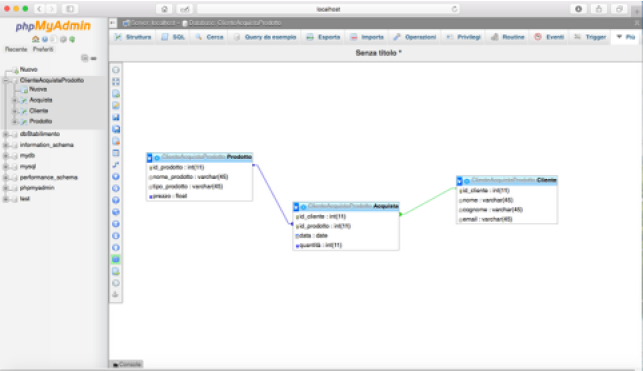 localhost
phpMyAdmin
Recente Preferiti
Nuovo
ClienteAcquistaProdotto
Nuova
Acquista
Cliente
Prodotto
dbStabilimento
information_schema
mydb
mysql
performance_schema
phpmyadmin
test
Server: localhost » Database: ClienteAcquistaProdotto
Struttura SQL Cerca Query da esempio Esporta Importa Operazioni Privilegi Routine Eventi Trigger Più
Senza titolo *
ClienteAcquistaProdotto Prodotto
id_prodotto : int(11)
nome_prodotto : varchar(45)
tipo_prodotto : varchar(45)
prezzo : float
ClienteAcquistaProdotto Acquista
id_cliente : int(11)
id_prodotto : int(11)
data : date
quantità : int(11)
ClienteAcquistaProdotto Cliente
id_cliente : int(11)
nome : varchar(45)
cognome : varchar(45)
email : varchar(45)
Console